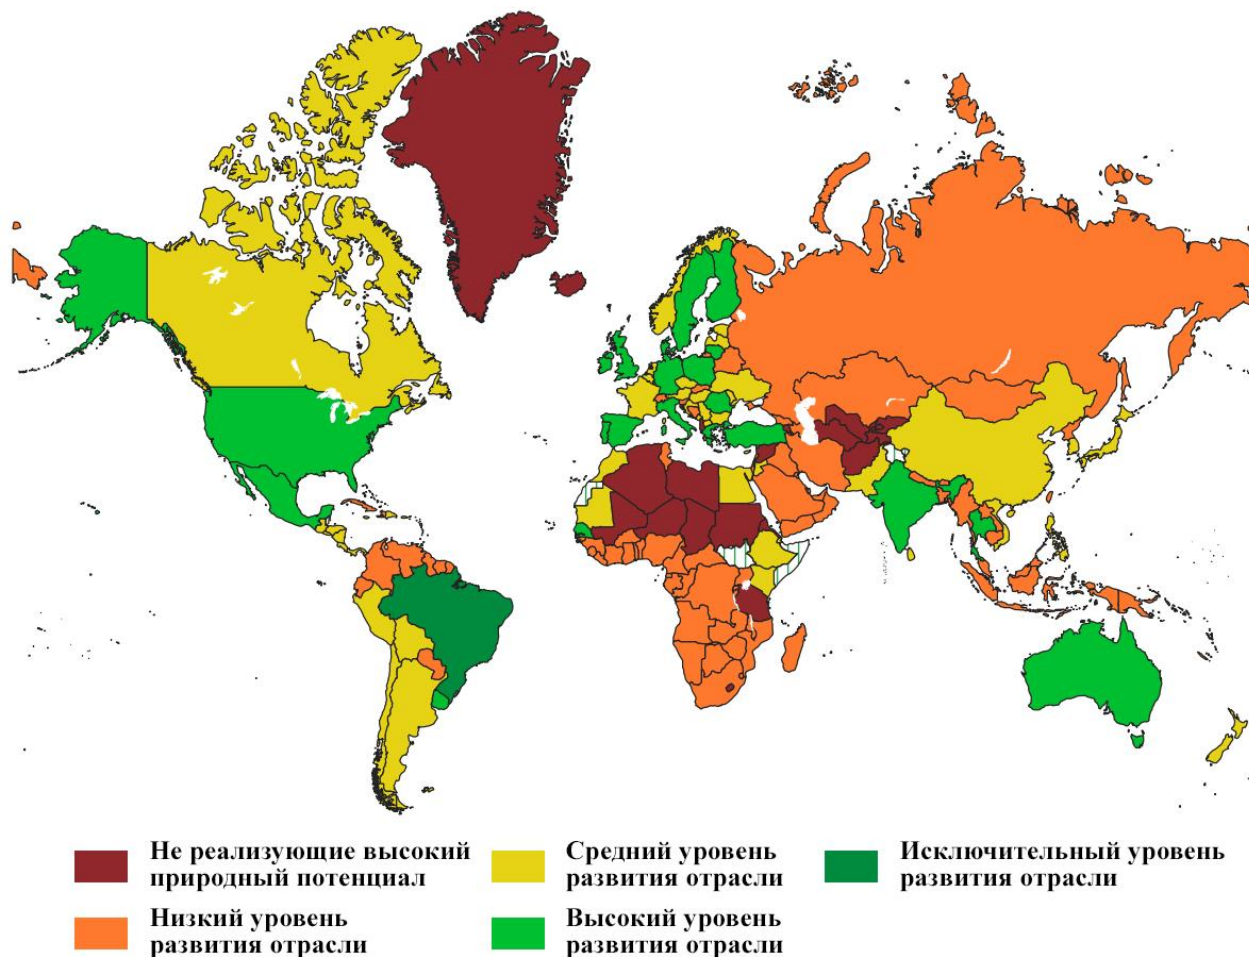 Не реализующие высокий
природный потенциал
Низкий уровень
развития отрасли
Средний уровень
развития отрасли
Высокий уровень
развития отрасли
Исключительный уровень
развития отрасли